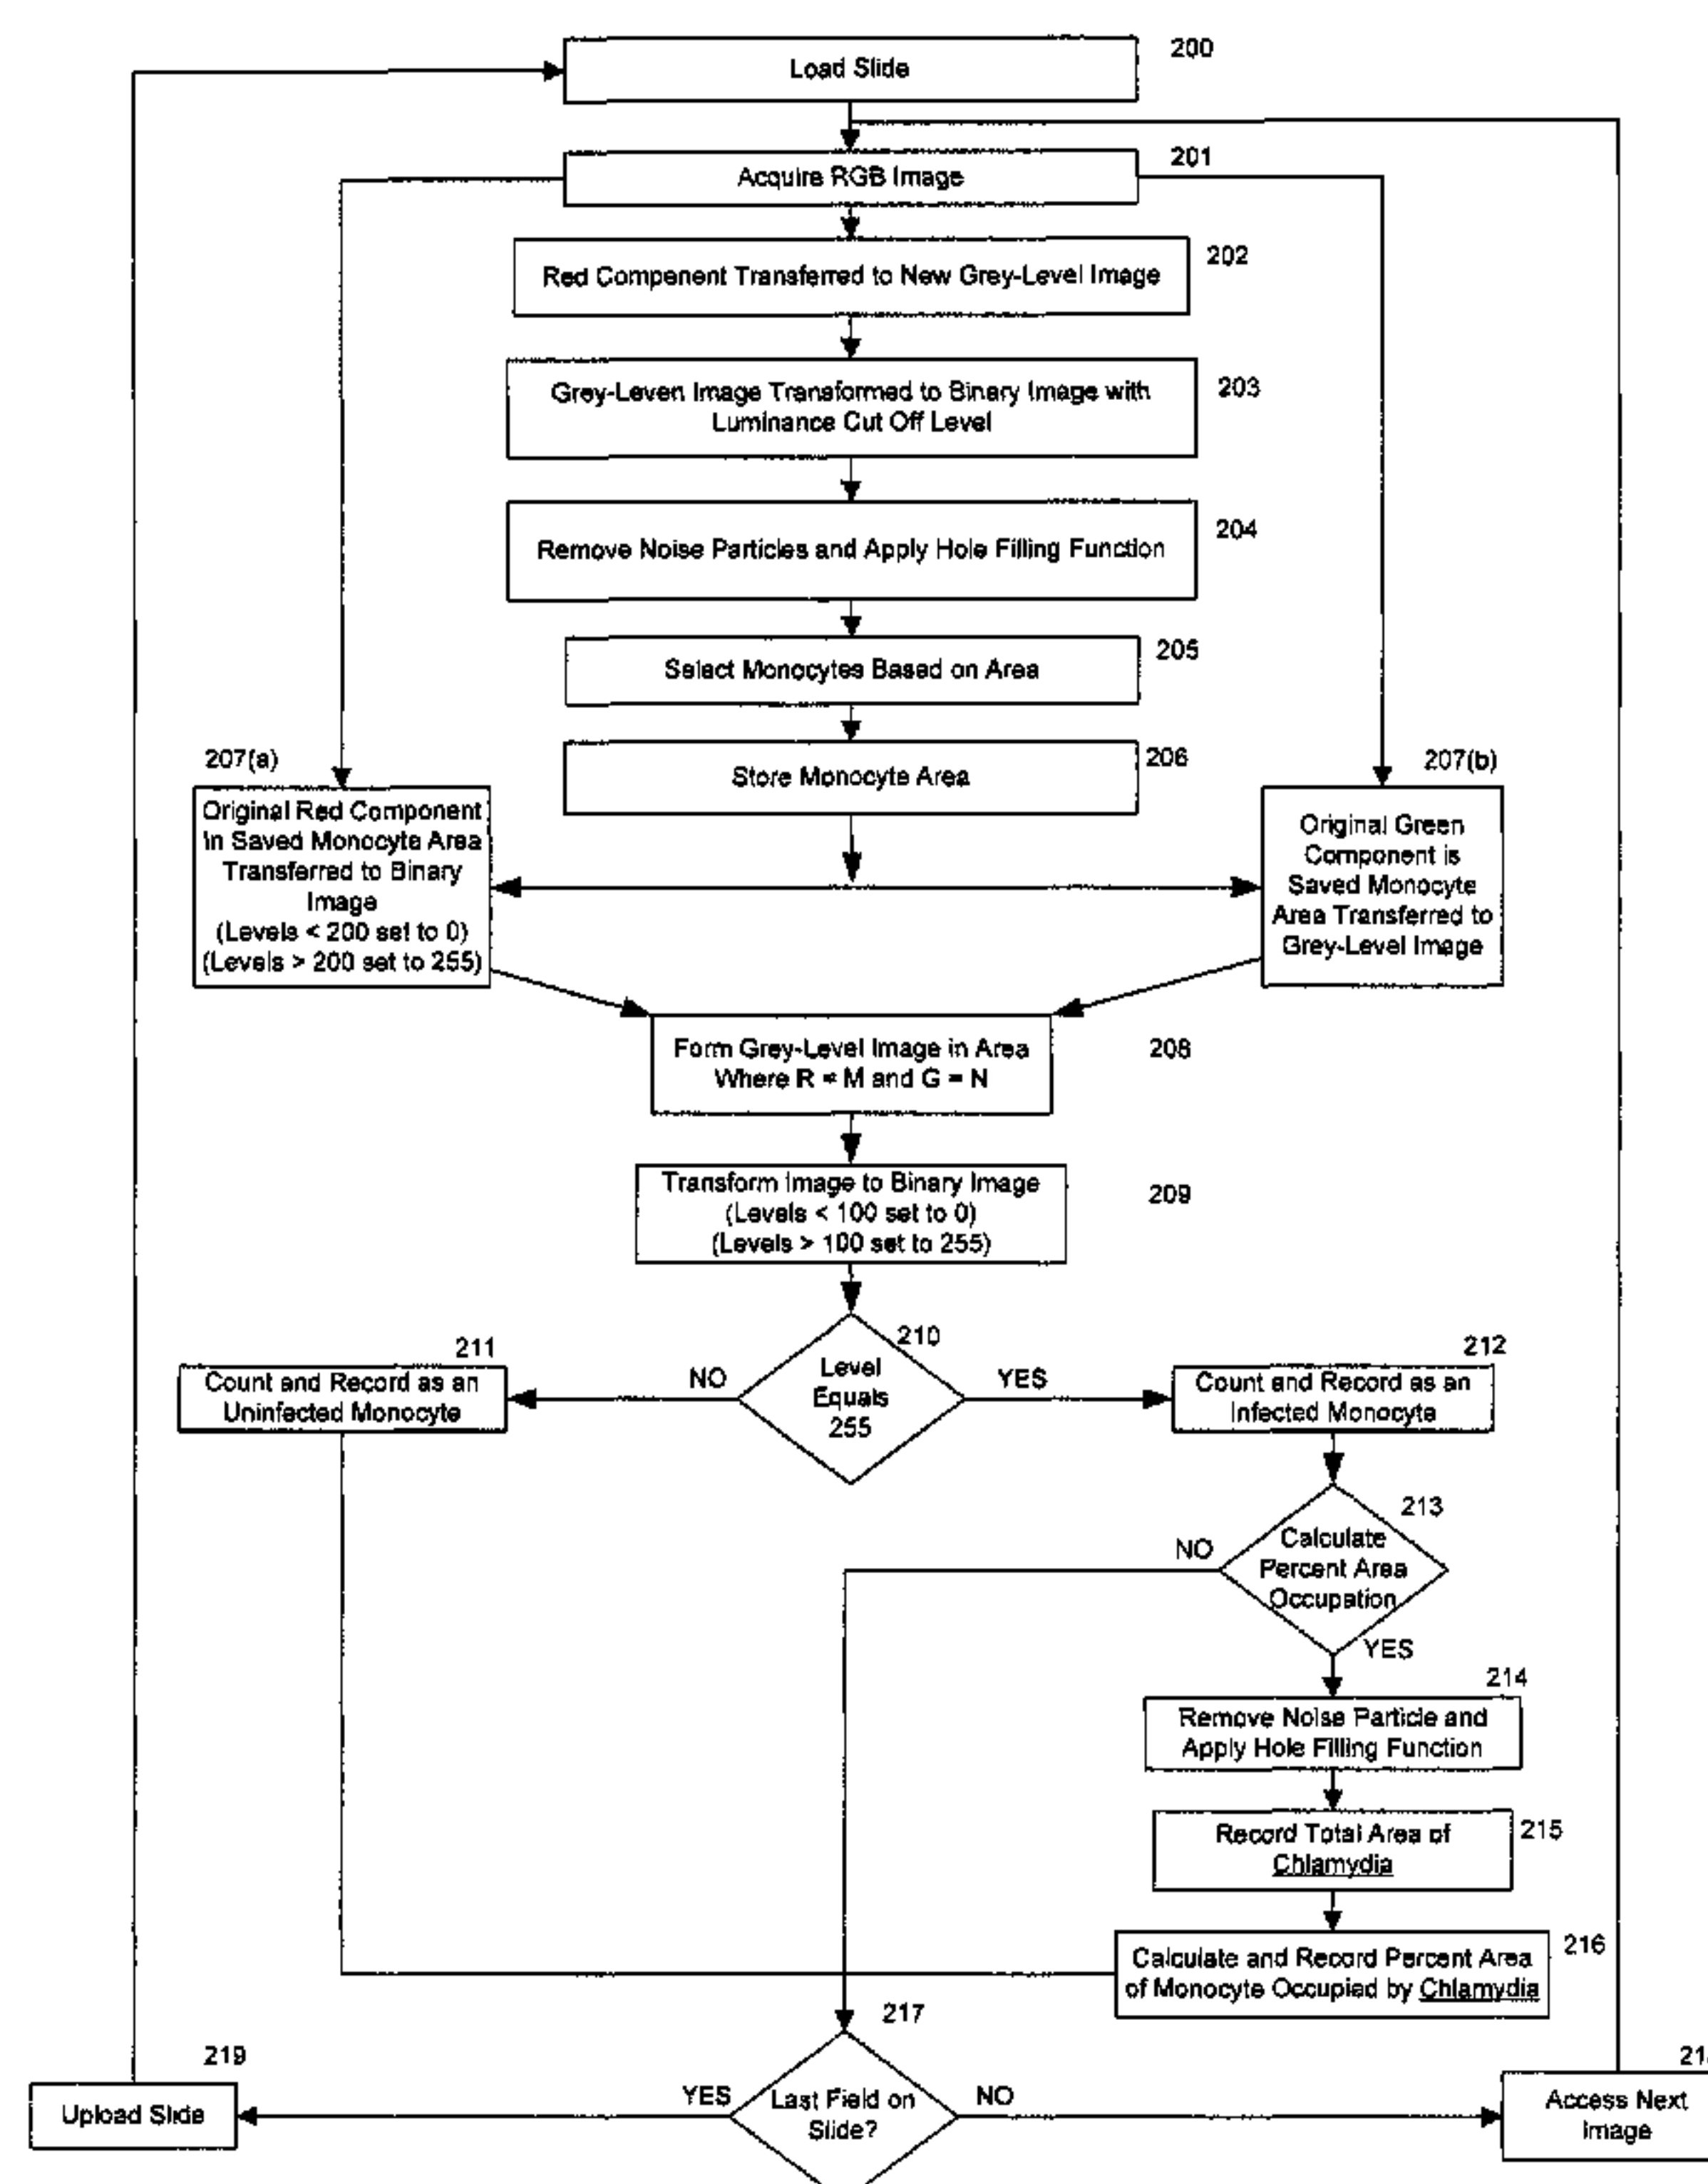 Load Slide
200
Acquire RGB Image
201
Red Component Transferred to New Grey-Level Image
202
Grey-Leven Image Transformed to Binary Image with
Luminance Cut Off Level
203
Remove Noise Particles and Apply Hole Filling Function
204
Select Monocytes Based on Area
205
Store Monocyte Area
206
207(a)
Original Red Component
in Saved Monocyte Area
Transferred to Binary
Image
(Levels < 200 set to 0)
(Levels > 200 set to 255)
207(b)
Original Green
Component is
Saved Monocyte
Area Transferred to
Grey-Level Image
Form Grey-Level Image in Area
Where R = M and G = N
208
Transform Image to Binary Image
(Levels < 100 set to 0)
(Levels > 100 set to 255)
209
210
Level
Equals
255
NO
YES
211
Count and Record as an
Uninfected Monocyte
212
Count and Record as an
Infected Monocyte
213
Calculate
Percent Area
Occupation
NO
YES
214
Remove Noise Particle and
Apply Hole Filling Function
Record Total Area of
Chlamydia
215
Calculate and Record Percent Area
of Monocyte Occupied by Chlamydia
216
217
Last Field on
Slide?
YES
NO
219
Upload Slide
Access Next
Image